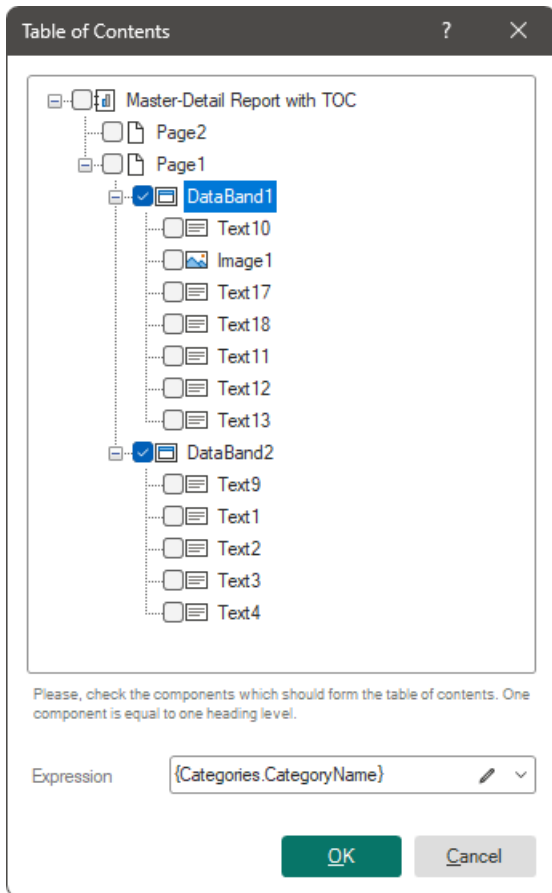 Table of Contents ?
Master-Detail Report with TOC
Page2
Page1
DataBand1
Text10
Image1
Text17
Text18
Text11
Text12
Text13
DataBand2
Text9
Text1
Text2
Text3
Text4
Please, check the components which should form the table of contents. One
component is equal to one heading level.
Expression {Categories.CategoryName}
OK Cancel